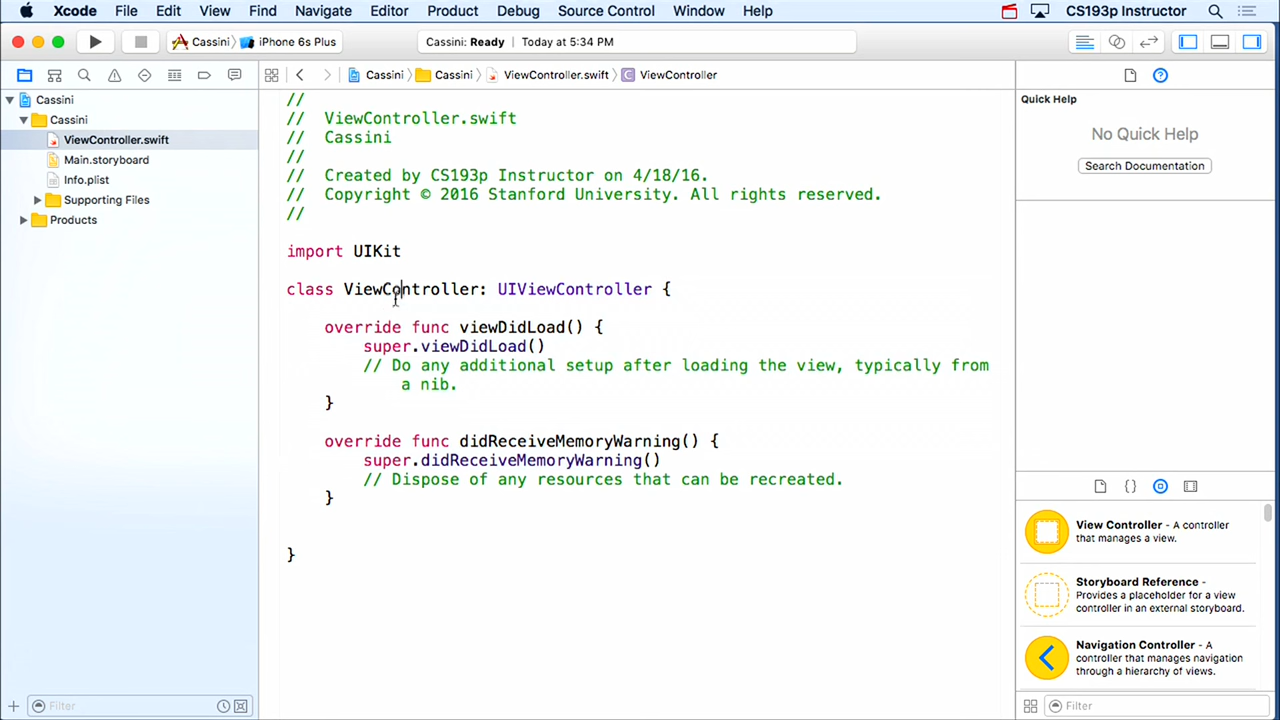 Xcode File Edit View Find Navigate Editor Product Debug Source Control Window Help CS193p Instructor
Cassini iPhone 6s Plus Cassini: Ready Today at 5:34 PM
Cassini Cassini ViewController.swift C ViewController
Cassini
Cassini
ViewController.swift
Main.storyboard
Info.plist
Supporting Files
Products
Filter
//
// ViewController.swift
// Cassini
//
// Created by CS193p Instructor on 4/18/16.
// Copyright © 2016 Stanford University. All rights reserved.
//
import UIKit
class ViewController: UIViewController {
override func viewDidLoad() {
super.viewDidLoad()
// Do any additional setup after loading the view, typically from
a nib.
}
override func didReceiveMemoryWarning() {
super.didReceiveMemoryWarning()
// Dispose of any resources that can be recreated.
}
}
Quick Help
No Quick Help
Search Documentation
{}
View Controller - A controller
that manages a view.
Storyboard Reference -
Provides a placeholder for a view
controller in an external storyboard.
Navigation Controller - A
controller that manages navigation
through a hierarchy of views.
Filter